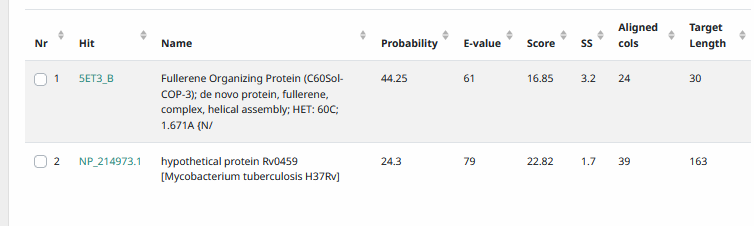 Nr Hit Name Probability E-value Score SS Aligned cols Target Length
1 5ET3_B Fullerene Organizing Protein (C60Sol- 44.25 61 16.85 3.2 24 30
COP-3); de novo protein, fullerene,
complex, helical assembly; HET: 60C;
1.671A {N/
2 NP_214973.1 hypothetical protein Rv0459 24.3 79 22.82 1.7 39 163
[Mycobacterium tuberculosis H37Rv]